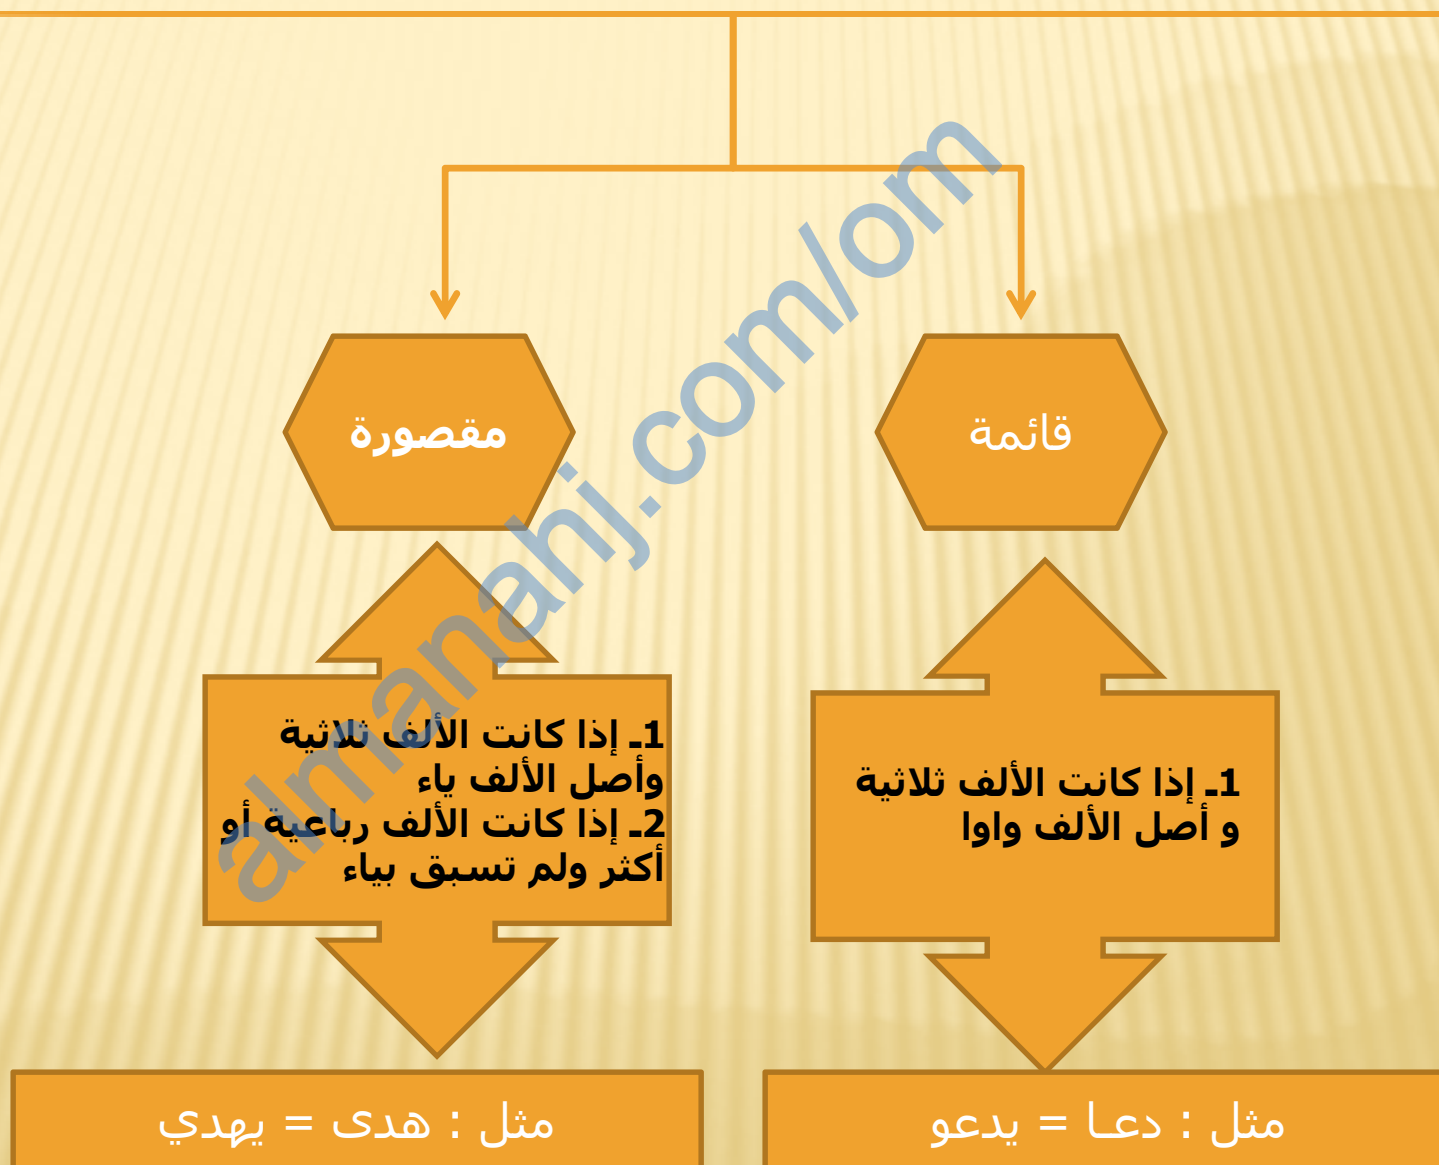 قائمة
مقصورة
1ـ إذا كانت الألف ثلاثية
و أصل الألف واوا
1ـ إذا كانت الألف ثلاثية
وأصل الألف ياء
2ـ إذا كانت الألف رباعية أو
أكثر ولم تسبق بياء
مثل : دعـا = يدعو
مثل : هدى = يهدي
almanahj.com/om